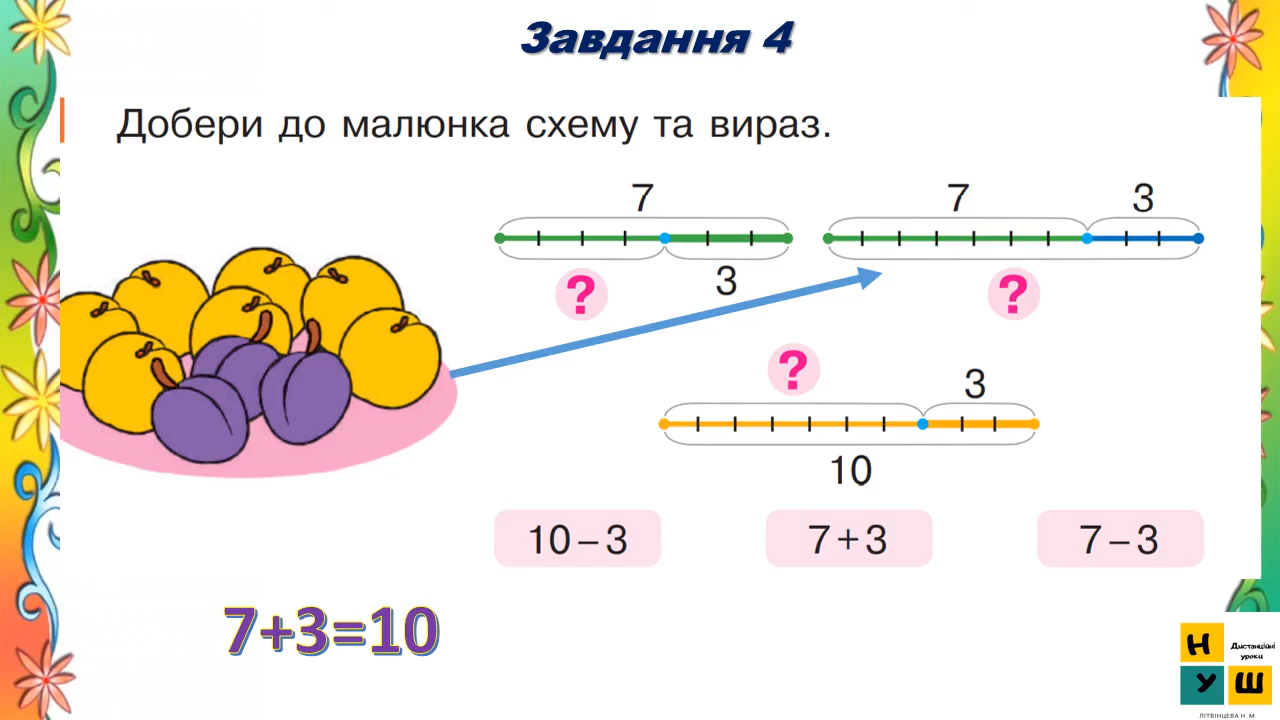 Завдання 4
Добери до малюнка схему та вираз.
7
?
3
7 3
?
?
3
10
10 – 3
7 + 3
7 – 3
7+3=10
Н
У Ш
Дистанційні
уроки
ЛІТВІНЦЕВА Н. М.